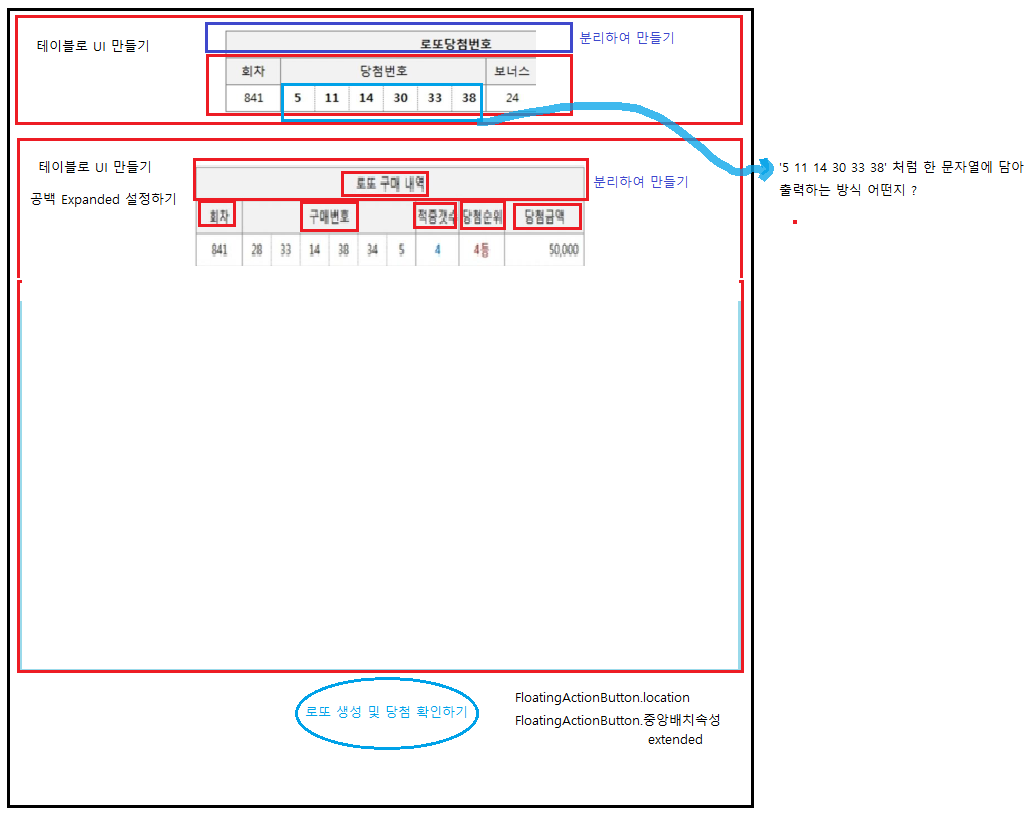 테이블로 UI 만들기
로또당첨번호
분리하여 만들기
회차 당첨번호 보너스
841 5 11 14 30 33 38 24
테이블로 UI 만들기
공백 Expanded 설정하기
로또 구매 내역
분리하여 만들기
회차 구매번호 적중갯수 당첨순위 당첨금액
841 28 33 14 38 34 5 4 4등 50,000
'5 11 14 30 33 38' 처럼 한 문자열에 담아
출력하는 방식 어떤지 ?
로또 생성 및 당첨 확인하기
FloatingActionButton.location
FloatingActionButton.중앙배치속성
extended